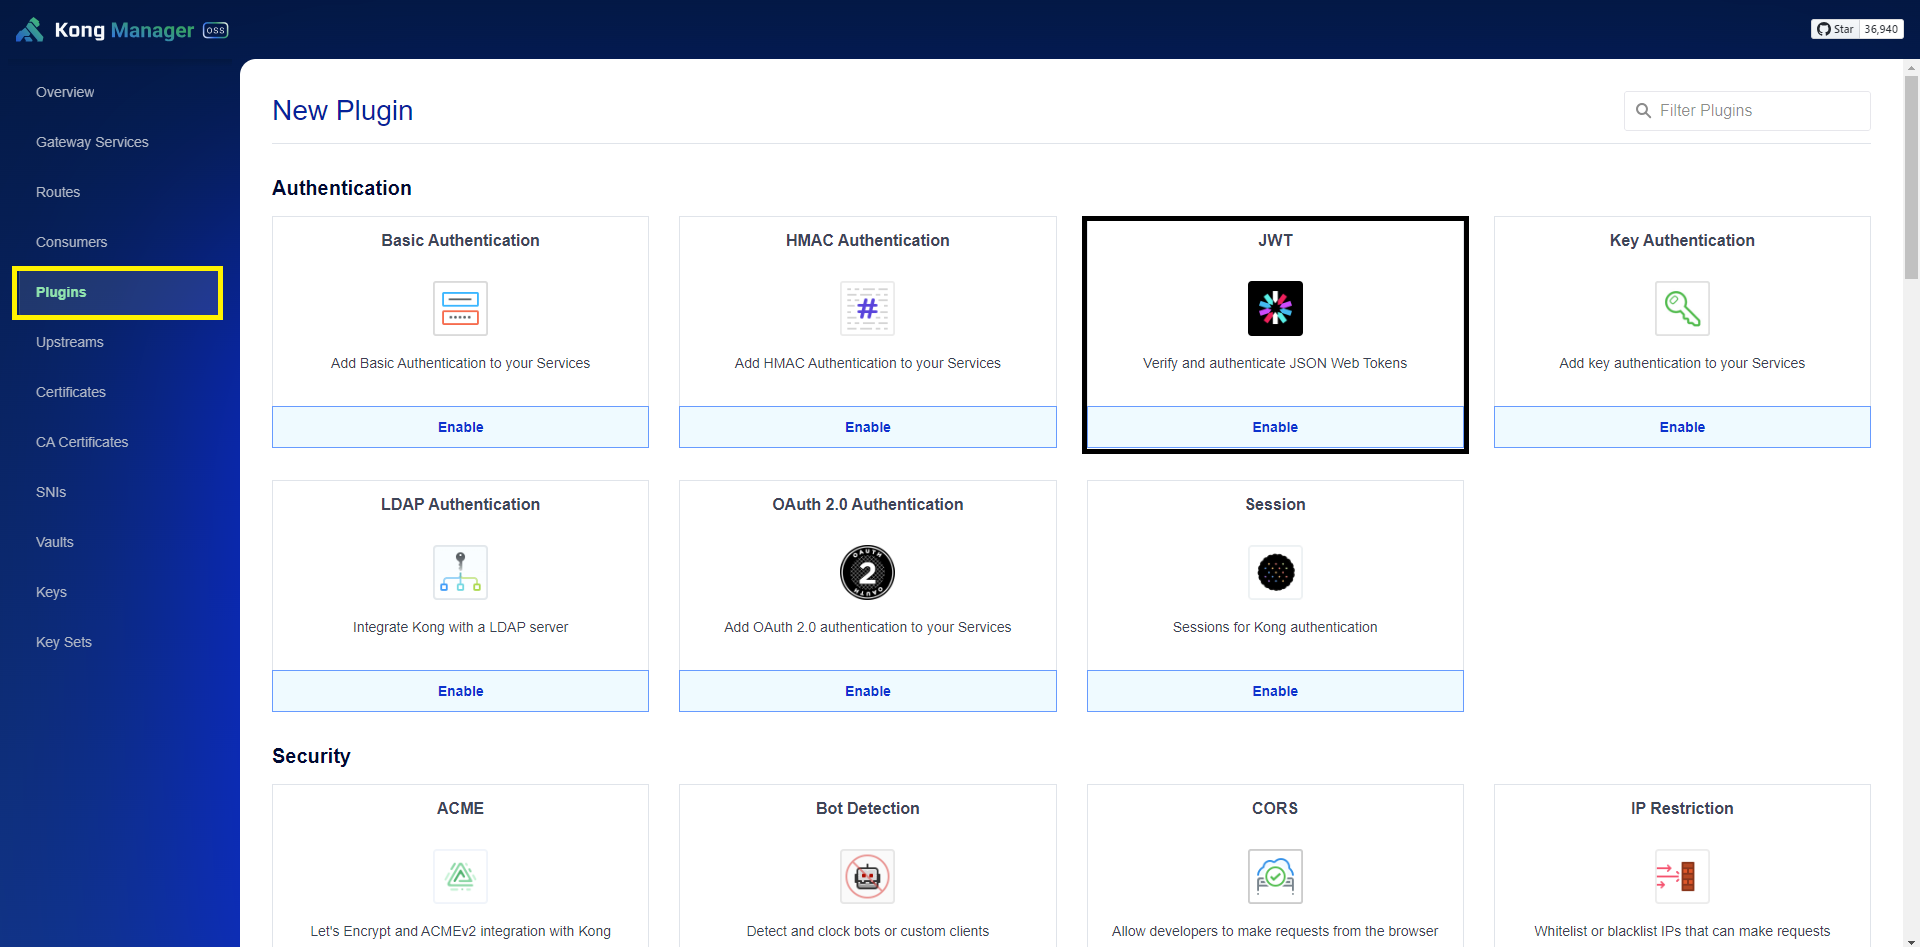 Kong Manager OSS
Star 36,940
Overview
Gateway Services
Routes
Consumers
Plugins
Upstreams
Certificates
CA Certificates
SNIs
Vaults
Keys
Key Sets
New Plugin
Filter Plugins
Authentication
Basic Authentication
Add Basic Authentication to your Services
Enable
HMAC Authentication
#
Add HMAC Authentication to your Services
Enable
JWT
Verify and authenticate JSON Web Tokens
Enable
Key Authentication
Add key authentication to your Services
Enable
LDAP Authentication
Integrate Kong with a LDAP server
Enable
OAuth 2.0 Authentication
OAUTH
2
OAUTH
Add OAuth 2.0 authentication to your Services
Enable
Session
Sessions for Kong authentication
Enable
Security
ACME
Let's Encrypt and ACMEv2 integration with Kong
Bot Detection
Detect and clock bots or custom clients
CORS
Allow developers to make requests from the browser
IP Restriction
Whitelist or blacklist IPs that can make requests